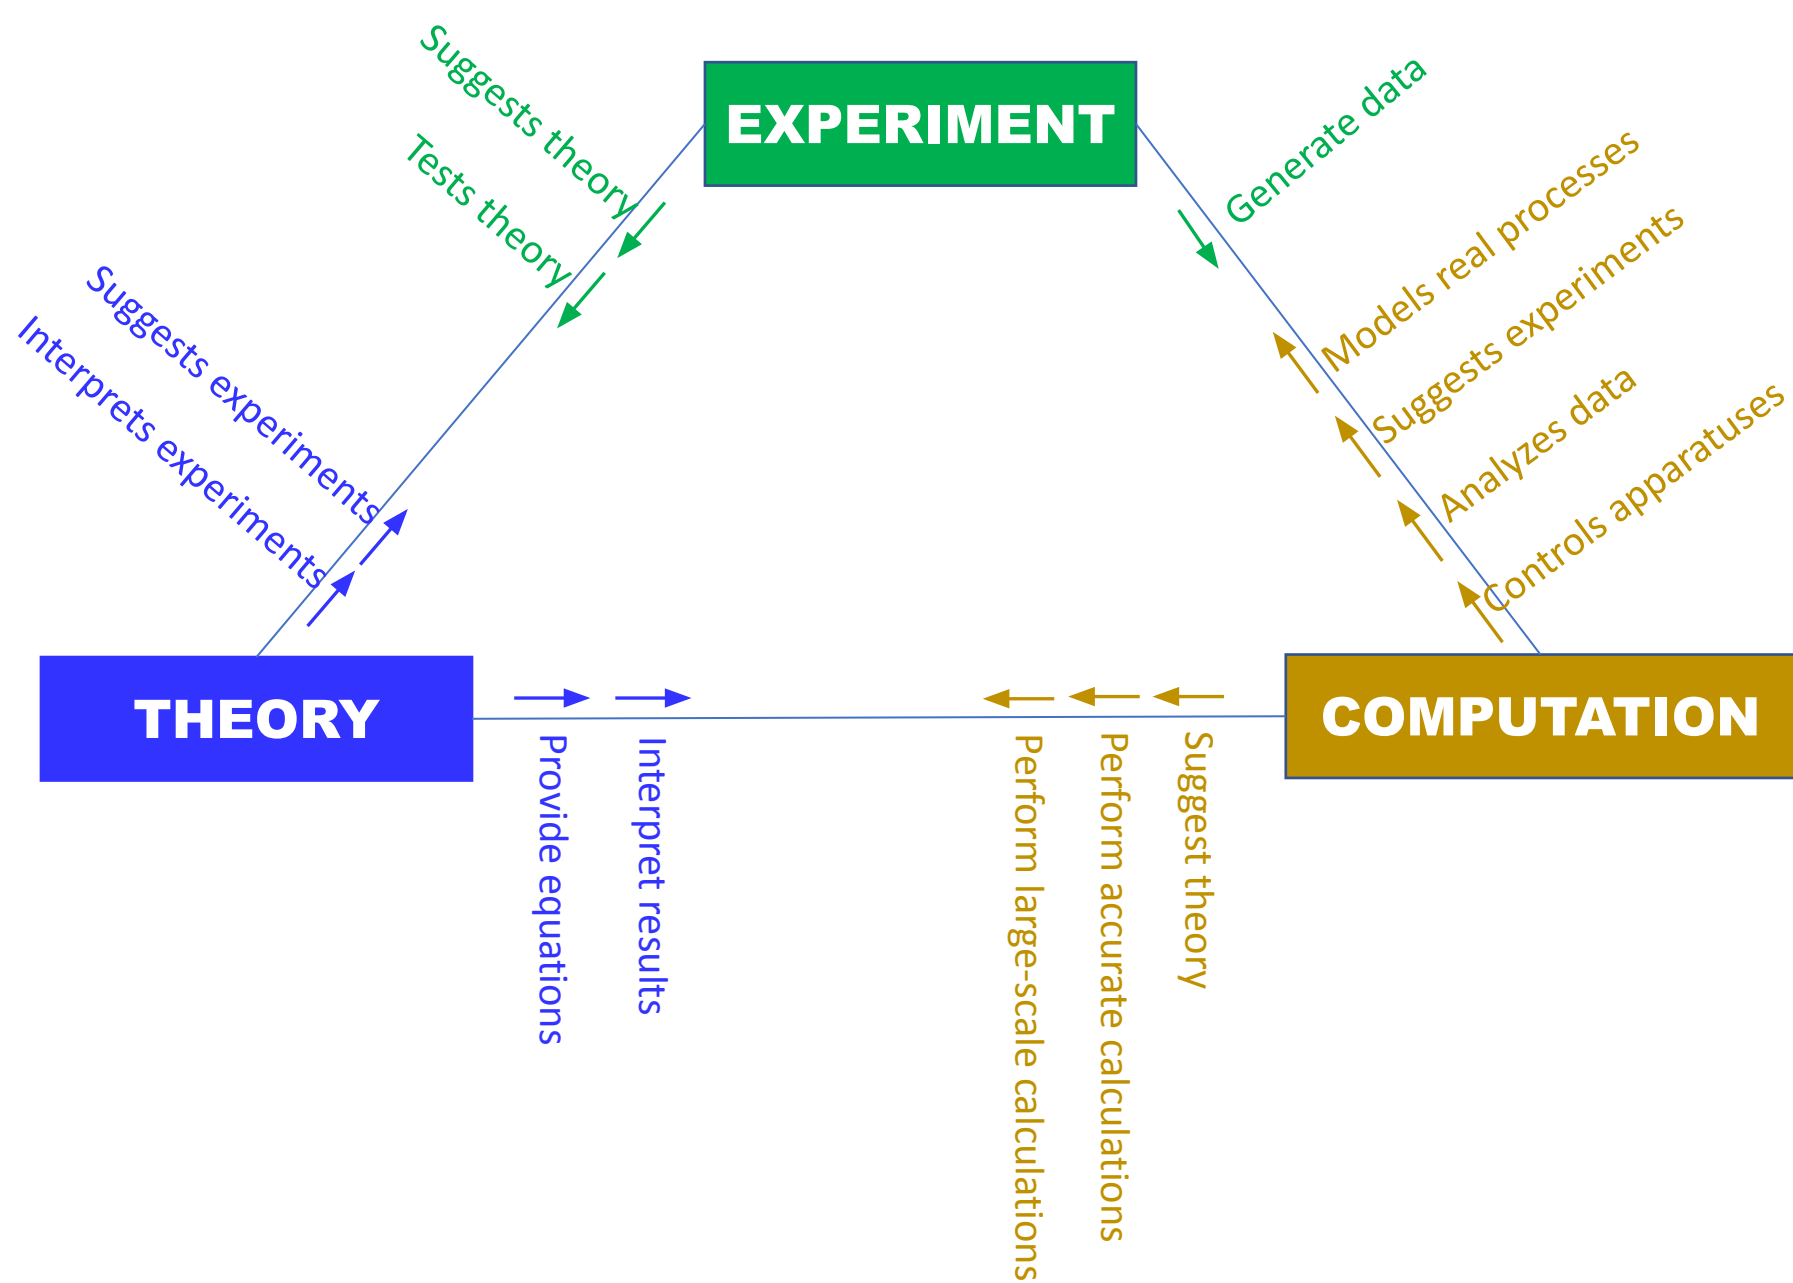 EXPERIMENT
Suggests theory
Tests theory
Suggests experiments
Interprets experiments
Generate data
Models real processes
Suggests experiments
Analyzes data
Controls apparatuses
THEORY
COMPUTATION
Provide equations
Interpret results
Perform large-scale calculations
Perform accurate calculations
Suggest theory